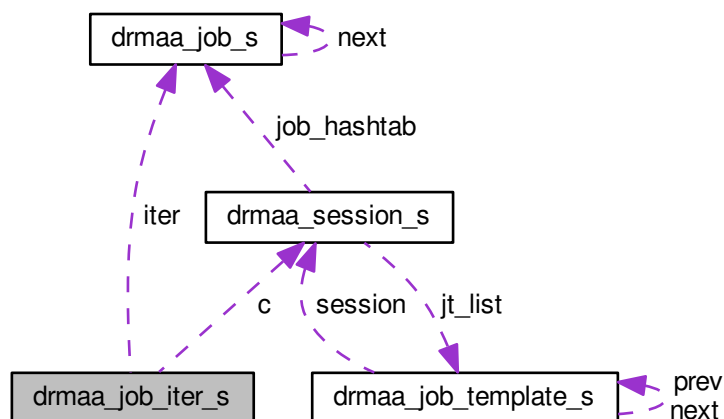 drmaa_job_s
next
job_hashtab
drmaa_session_s
iter
c
session
jt_list
drmaa_job_iter_s
drmaa_job_template_s
prev
next